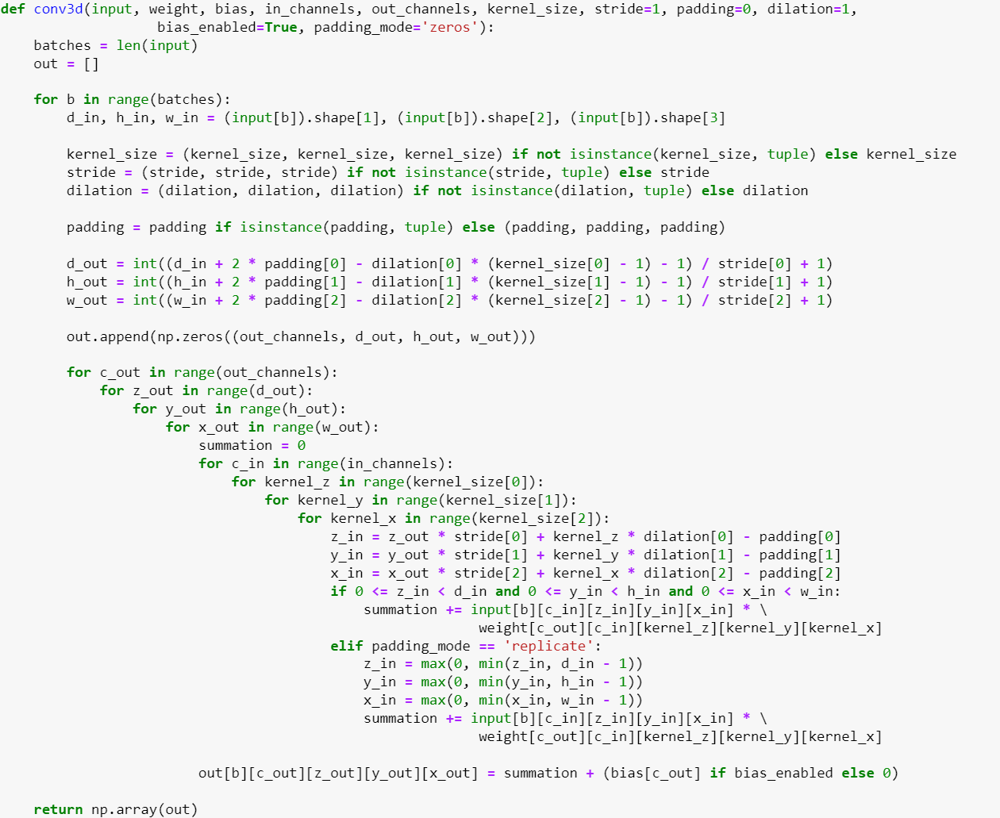 def conv3d(input, weight, bias, in_channels, out_channels, kernel_size, stride=1, padding=0, dilation=1,
                   bias_enabled=True, padding_mode='zeros'):
    batches = len(input)
    out = []

    for b in range(batches):
        d_in, h_in, w_in = (input[b]).shape[1], (input[b]).shape[2], (input[b]).shape[3]

        kernel_size = (kernel_size, kernel_size, kernel_size) if not isinstance(kernel_size, tuple) else kernel_size
        stride = (stride, stride, stride) if not isinstance(stride, tuple) else stride
        dilation = (dilation, dilation, dilation) if not isinstance(dilation, tuple) else dilation

        padding = padding if isinstance(padding, tuple) else (padding, padding, padding)

        d_out = int((d_in + 2 * padding[0] - dilation[0] * (kernel_size[0] - 1) - 1) / stride[0] + 1)
        h_out = int((h_in + 2 * padding[1] - dilation[1] * (kernel_size[1] - 1) - 1) / stride[1] + 1)
        w_out = int((w_in + 2 * padding[2] - dilation[2] * (kernel_size[2] - 1) - 1) / stride[2] + 1)

        out.append(np.zeros((out_channels, d_out, h_out, w_out)))

        for c_out in range(out_channels):
            for z_out in range(d_out):
                for y_out in range(h_out):
                    for x_out in range(w_out):
                        summation = 0
                        for c_in in range(in_channels):
                            for kernel_z in range(kernel_size[0]):
                                for kernel_y in range(kernel_size[1]):
                                    for kernel_x in range(kernel_size[2]):
                                        z_in = z_out * stride[0] + kernel_z * dilation[0] - padding[0]
                                        y_in = y_out * stride[1] + kernel_y * dilation[1] - padding[1]
                                        x_in = x_out * stride[2] + kernel_x * dilation[2] - padding[2]
                                        if 0 <= z_in < d_in and 0 <= y_in < h_in and 0 <= x_in < w_in:
                                            summation += input[b][c_in][z_in][y_in][x_in] * \
                                                          weight[c_out][c_in][kernel_z][kernel_y][kernel_x]
                                        elif padding_mode == 'replicate':
                                            z_in = max(0, min(z_in, d_in - 1))
                                            y_in = max(0, min(y_in, h_in - 1))
                                            x_in = max(0, min(x_in, w_in - 1))
                                            summation += input[b][c_in][z_in][y_in][x_in] * \
                                                          weight[c_out][c_in][kernel_z][kernel_y][kernel_x]

                        out[b][c_out][z_out][y_out][x_out] = summation + (bias[c_out] if bias_enabled else 0)

    return np.array(out)